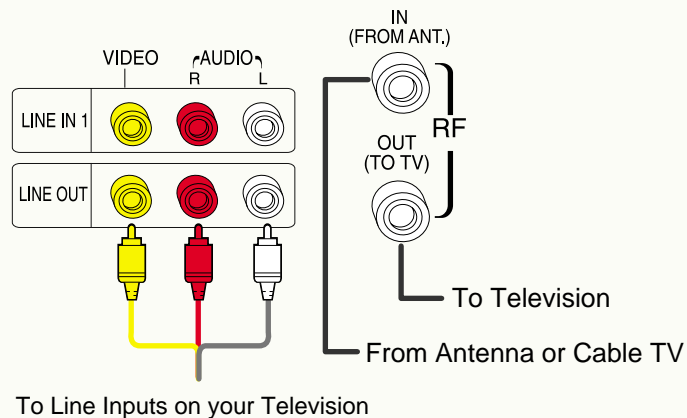 VIDEO
AUDIO
R
L
LINE IN 1
LINE OUT
To Line Inputs on your Television
IN
(FROM ANT.)
RF
OUT
(TO TV)
To Television
From Antenna or Cable TV